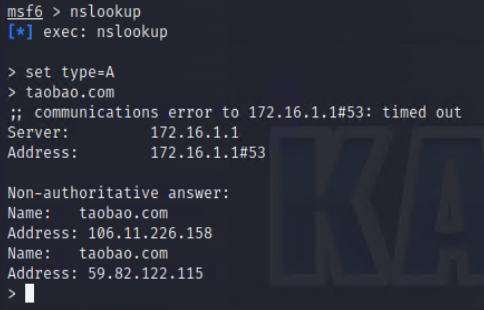 msf6 > nslookup
[*] exec: nslookup
> set type=A
> taobao.com
;; communications error to 172.16.1.1#53: timed out
Server: 172.16.1.1
Address: 172.16.1.1#53
Non-authoritative answer:
Name: taobao.com
Address: 106.11.226.158
Name: taobao.com
Address: 59.82.122.115
>
KA